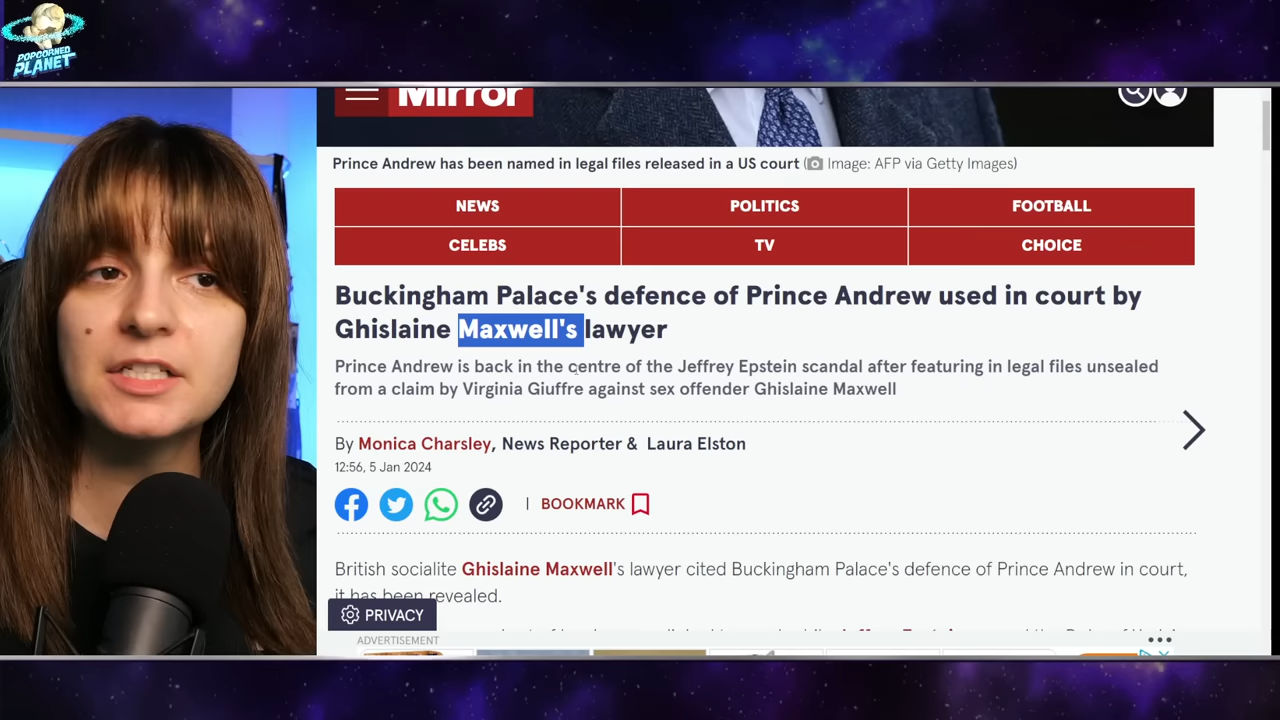 POPCORNED
PLANET
Mirror
Prince Andrew has been named in legal files released in a US court (Image: AFP via Getty Images)
NEWS POLITICS FOOTBALL
CELEBS TV CHOICE
Buckingham Palace's defence of Prince Andrew used in court by
Ghislaine Maxwell's lawyer
Prince Andrew is back in the centre of the Jeffrey Epstein scandal after featuring in legal files unsealed
from a claim by Virginia Giuffre against sex offender Ghislaine Maxwell
By Monica Charsley, News Reporter & Laura Elston
12:56, 5 Jan 2024
| BOOKMARK
British socialite Ghislaine Maxwell's lawyer cited Buckingham Palace's defence of Prince Andrew in court,
it has been revealed.
PRIVACY
ADVERTISEMENT